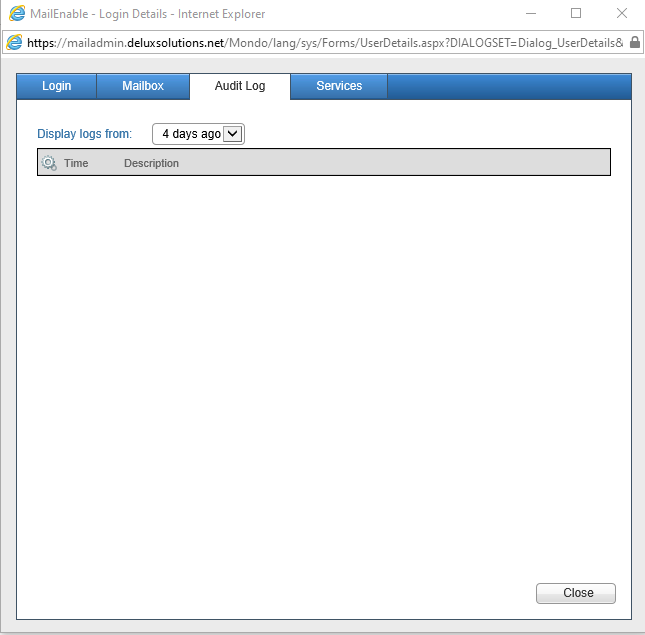 MailEnable - Login Details - Internet Explorer
https://mailadmin.deluxsolutions.net/Mondo/lang/sys/Forms/UserDetails.aspx?DIALOGSET=Dialog_UserDetails&
Login Mailbox Audit Log Services
Display logs from: 4 days ago
Time Description
Close